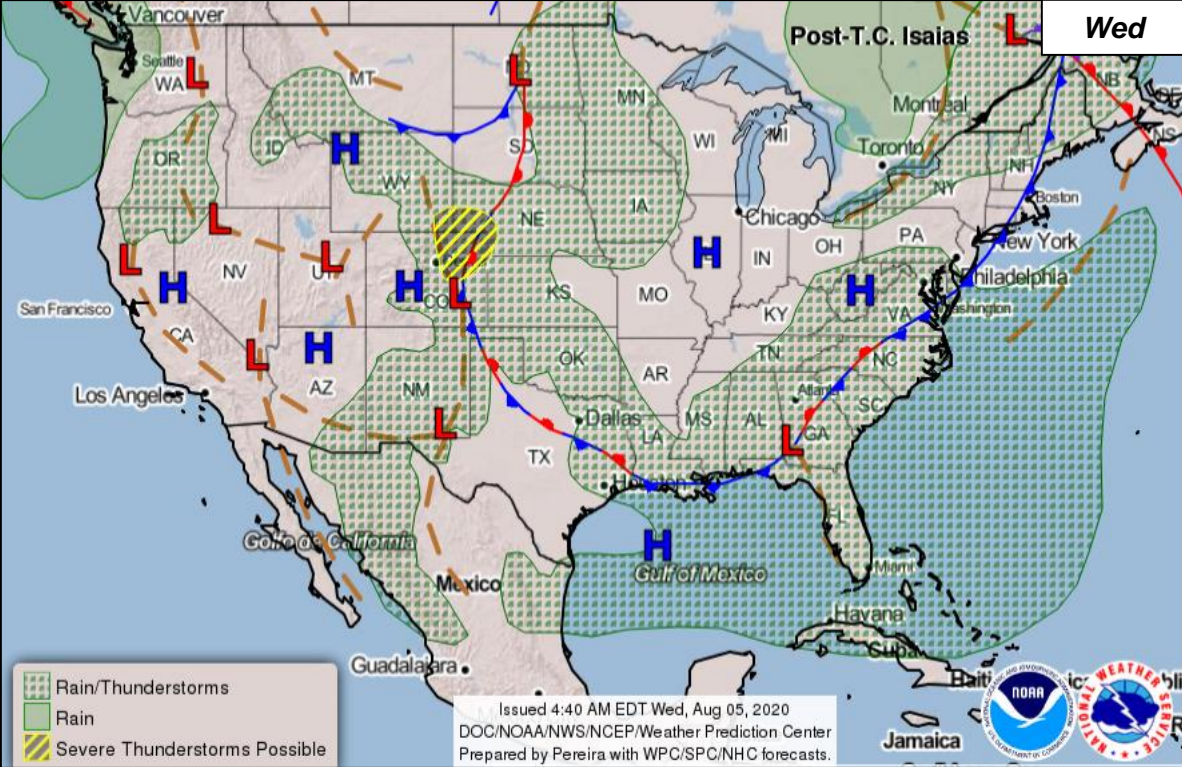 Wed
Vancouver
Post-T.C. Isaias
L
Seattle
WA
L
MT
L
MN
Montréal
NB
OR
ID
H
SD
WI
MI
Toronto
NS
NH
WY
NE
IA
NY
Boston
Chicago
L
H
OH
PA
New York
L
NV
UT
L
IN
Philadelphia
H
H
CO
L
KS
MO
H
San Francisco
KY
VA
CA
H
L
TN
NC
OK
AR
Atlanta
Los Angeles
AZ
NM
SC
L
Dallas
MS
AL
LA
L
GA
TX
Houston
FL
Golfo de California
H
Gulf of Mexico
Miami
Mexico
Havana
Cuba
Guadalajara
Haiti
Jamaica
Rain/Thunderstorms
Rain
Severe Thunderstorms Possible
Issued 4:40 AM EDT Wed, Aug 05, 2020
DOC/NOAA/NWS/NCEP/Weather Prediction Center
Prepared by Pereira with WPC/SPC/NHC forecasts.
NOAA
NATIONAL WEATHER SERVICE